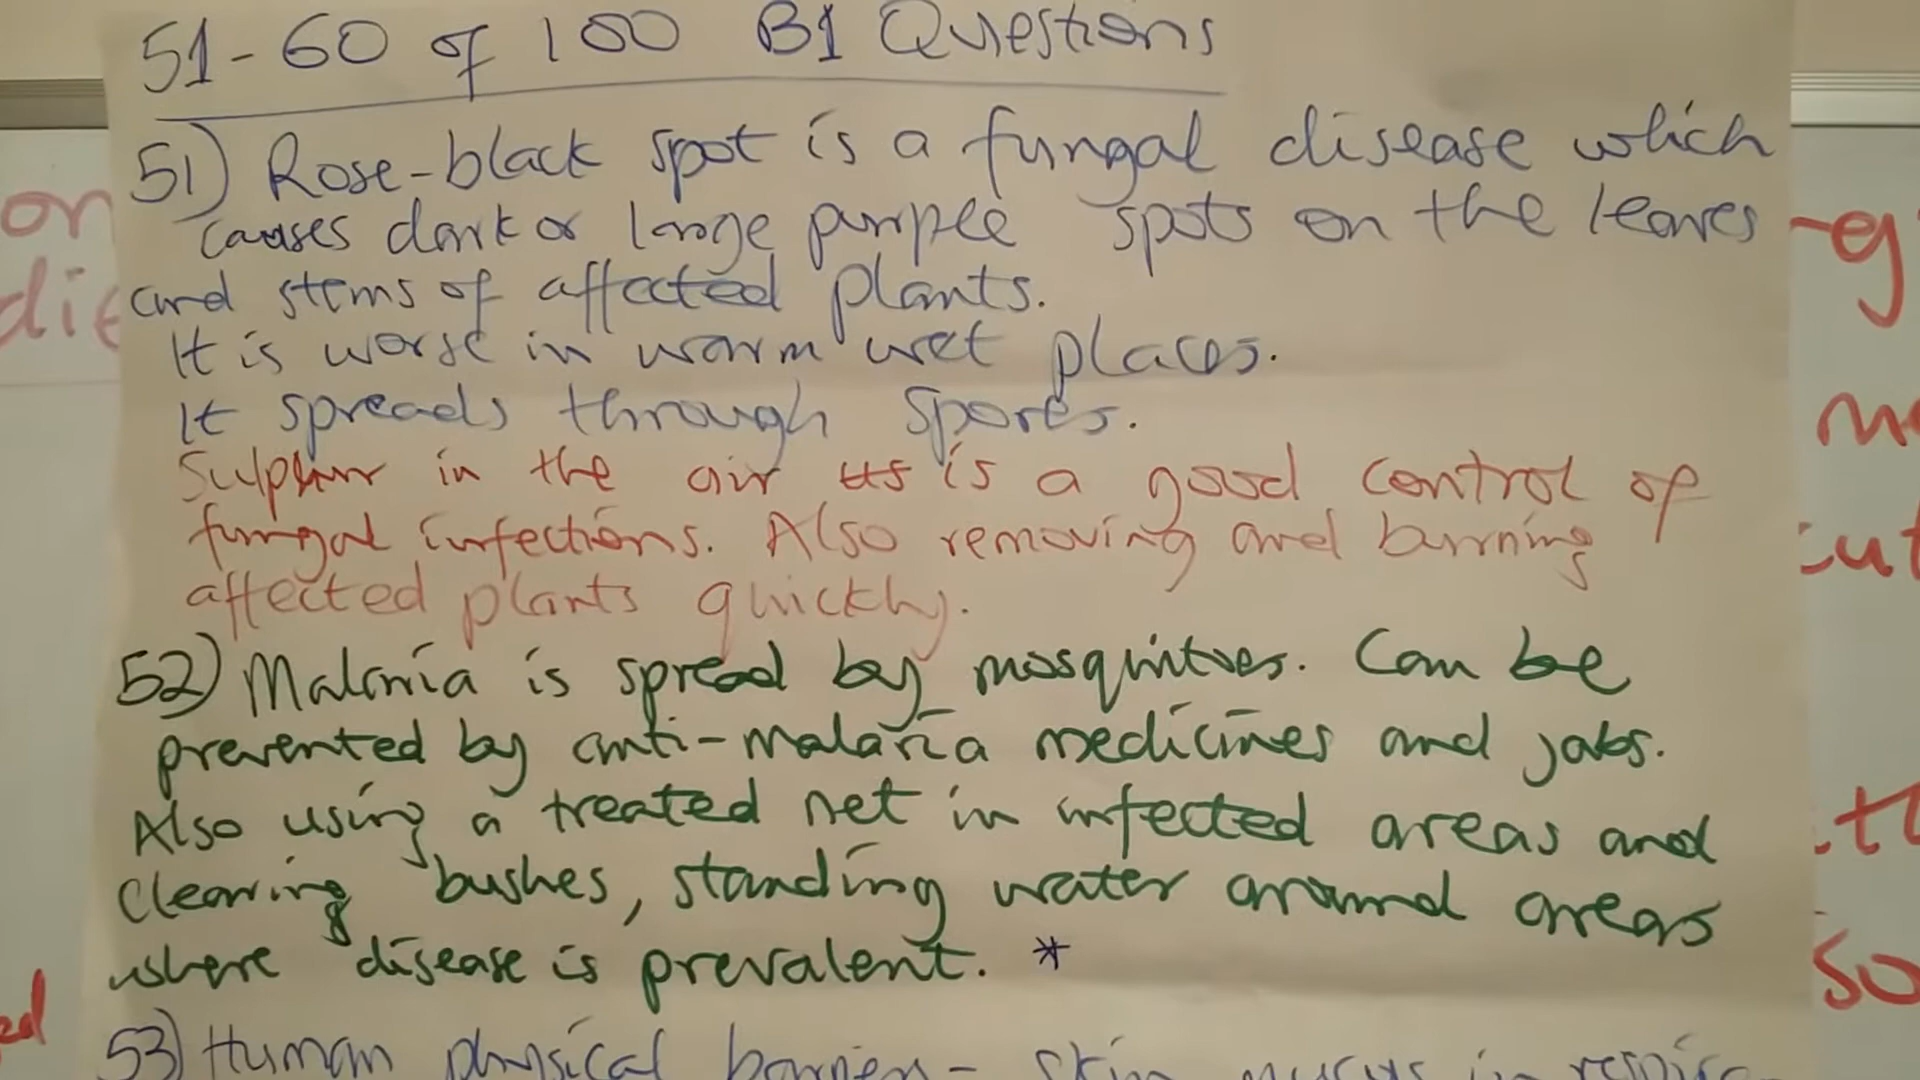 51-60 of 100 B1 Questions
51) Rose-black spot is a fungal disease which
causes dark or large purple spots on the leaves
and stems of affected plants.
It is worse in warm wet places.
It spreads through spores.
Sulphur in the air is a good control of
fungal infections. Also removing and burning
affected plants quickly.
52) Malaria is spread by mosquitoes. Can be
prevented by anti-malaria medicines and jabs.
Also using a treated net in infected areas and
clearing bushes, standing water around areas
where disease is prevalent. *
53) Human physical barriers - skin, mucus in